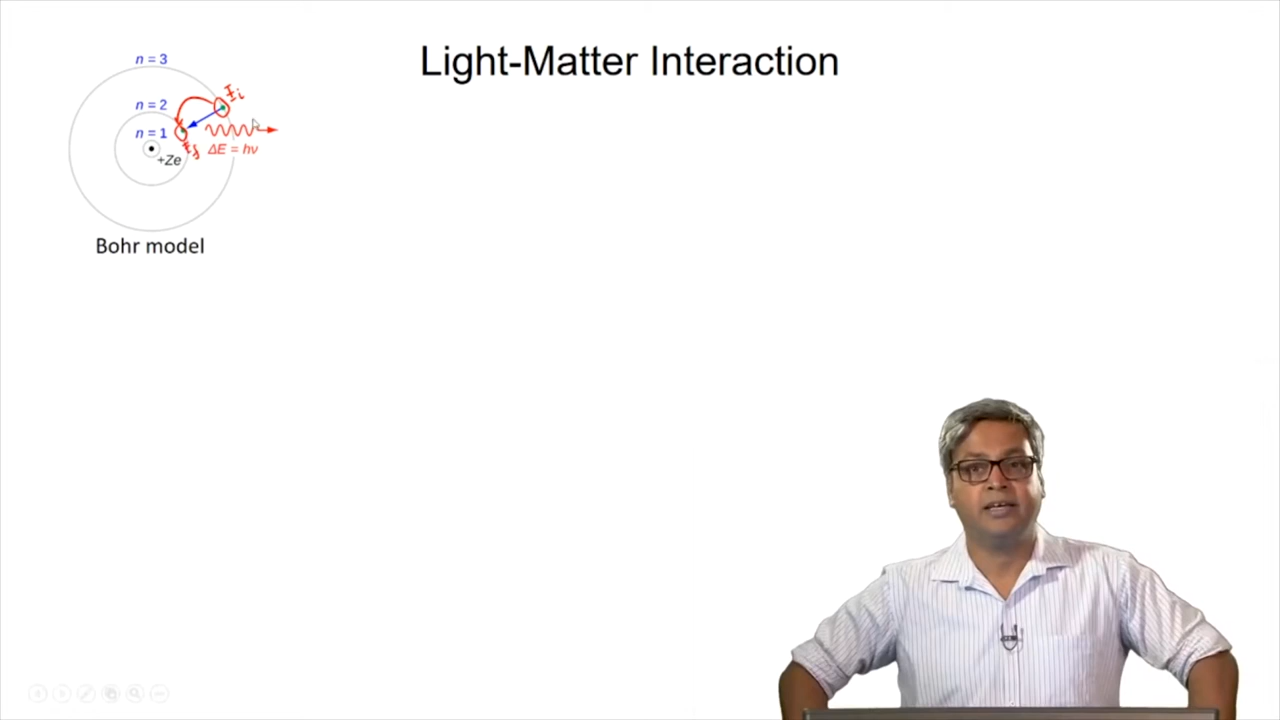 Light-Matter Interaction
n = 3
n = 2
n = 1
+Ze
ΔE = hν
Bohr model